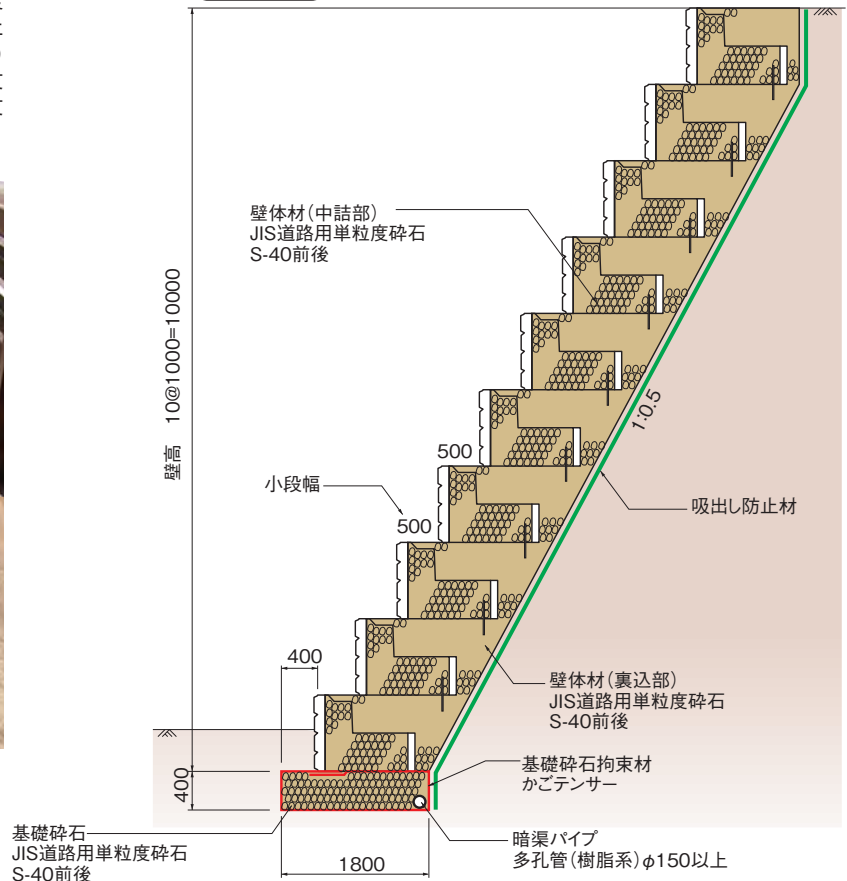 壁体材(中詰部)
JIS道路用単粒度砕石
S-40前後
壁高 10@1000=10000
1:0.5
500
小段幅
500
吸出し防止材
400
壁体材(裏込部)
JIS道路用単粒度砕石
S-40前後
400
基礎砕石拘束材
かごテンサー
基礎砕石
JIS道路用単粒度砕石
S-40前後
1800
暗渠パイプ
多孔管(樹脂系)φ150以上